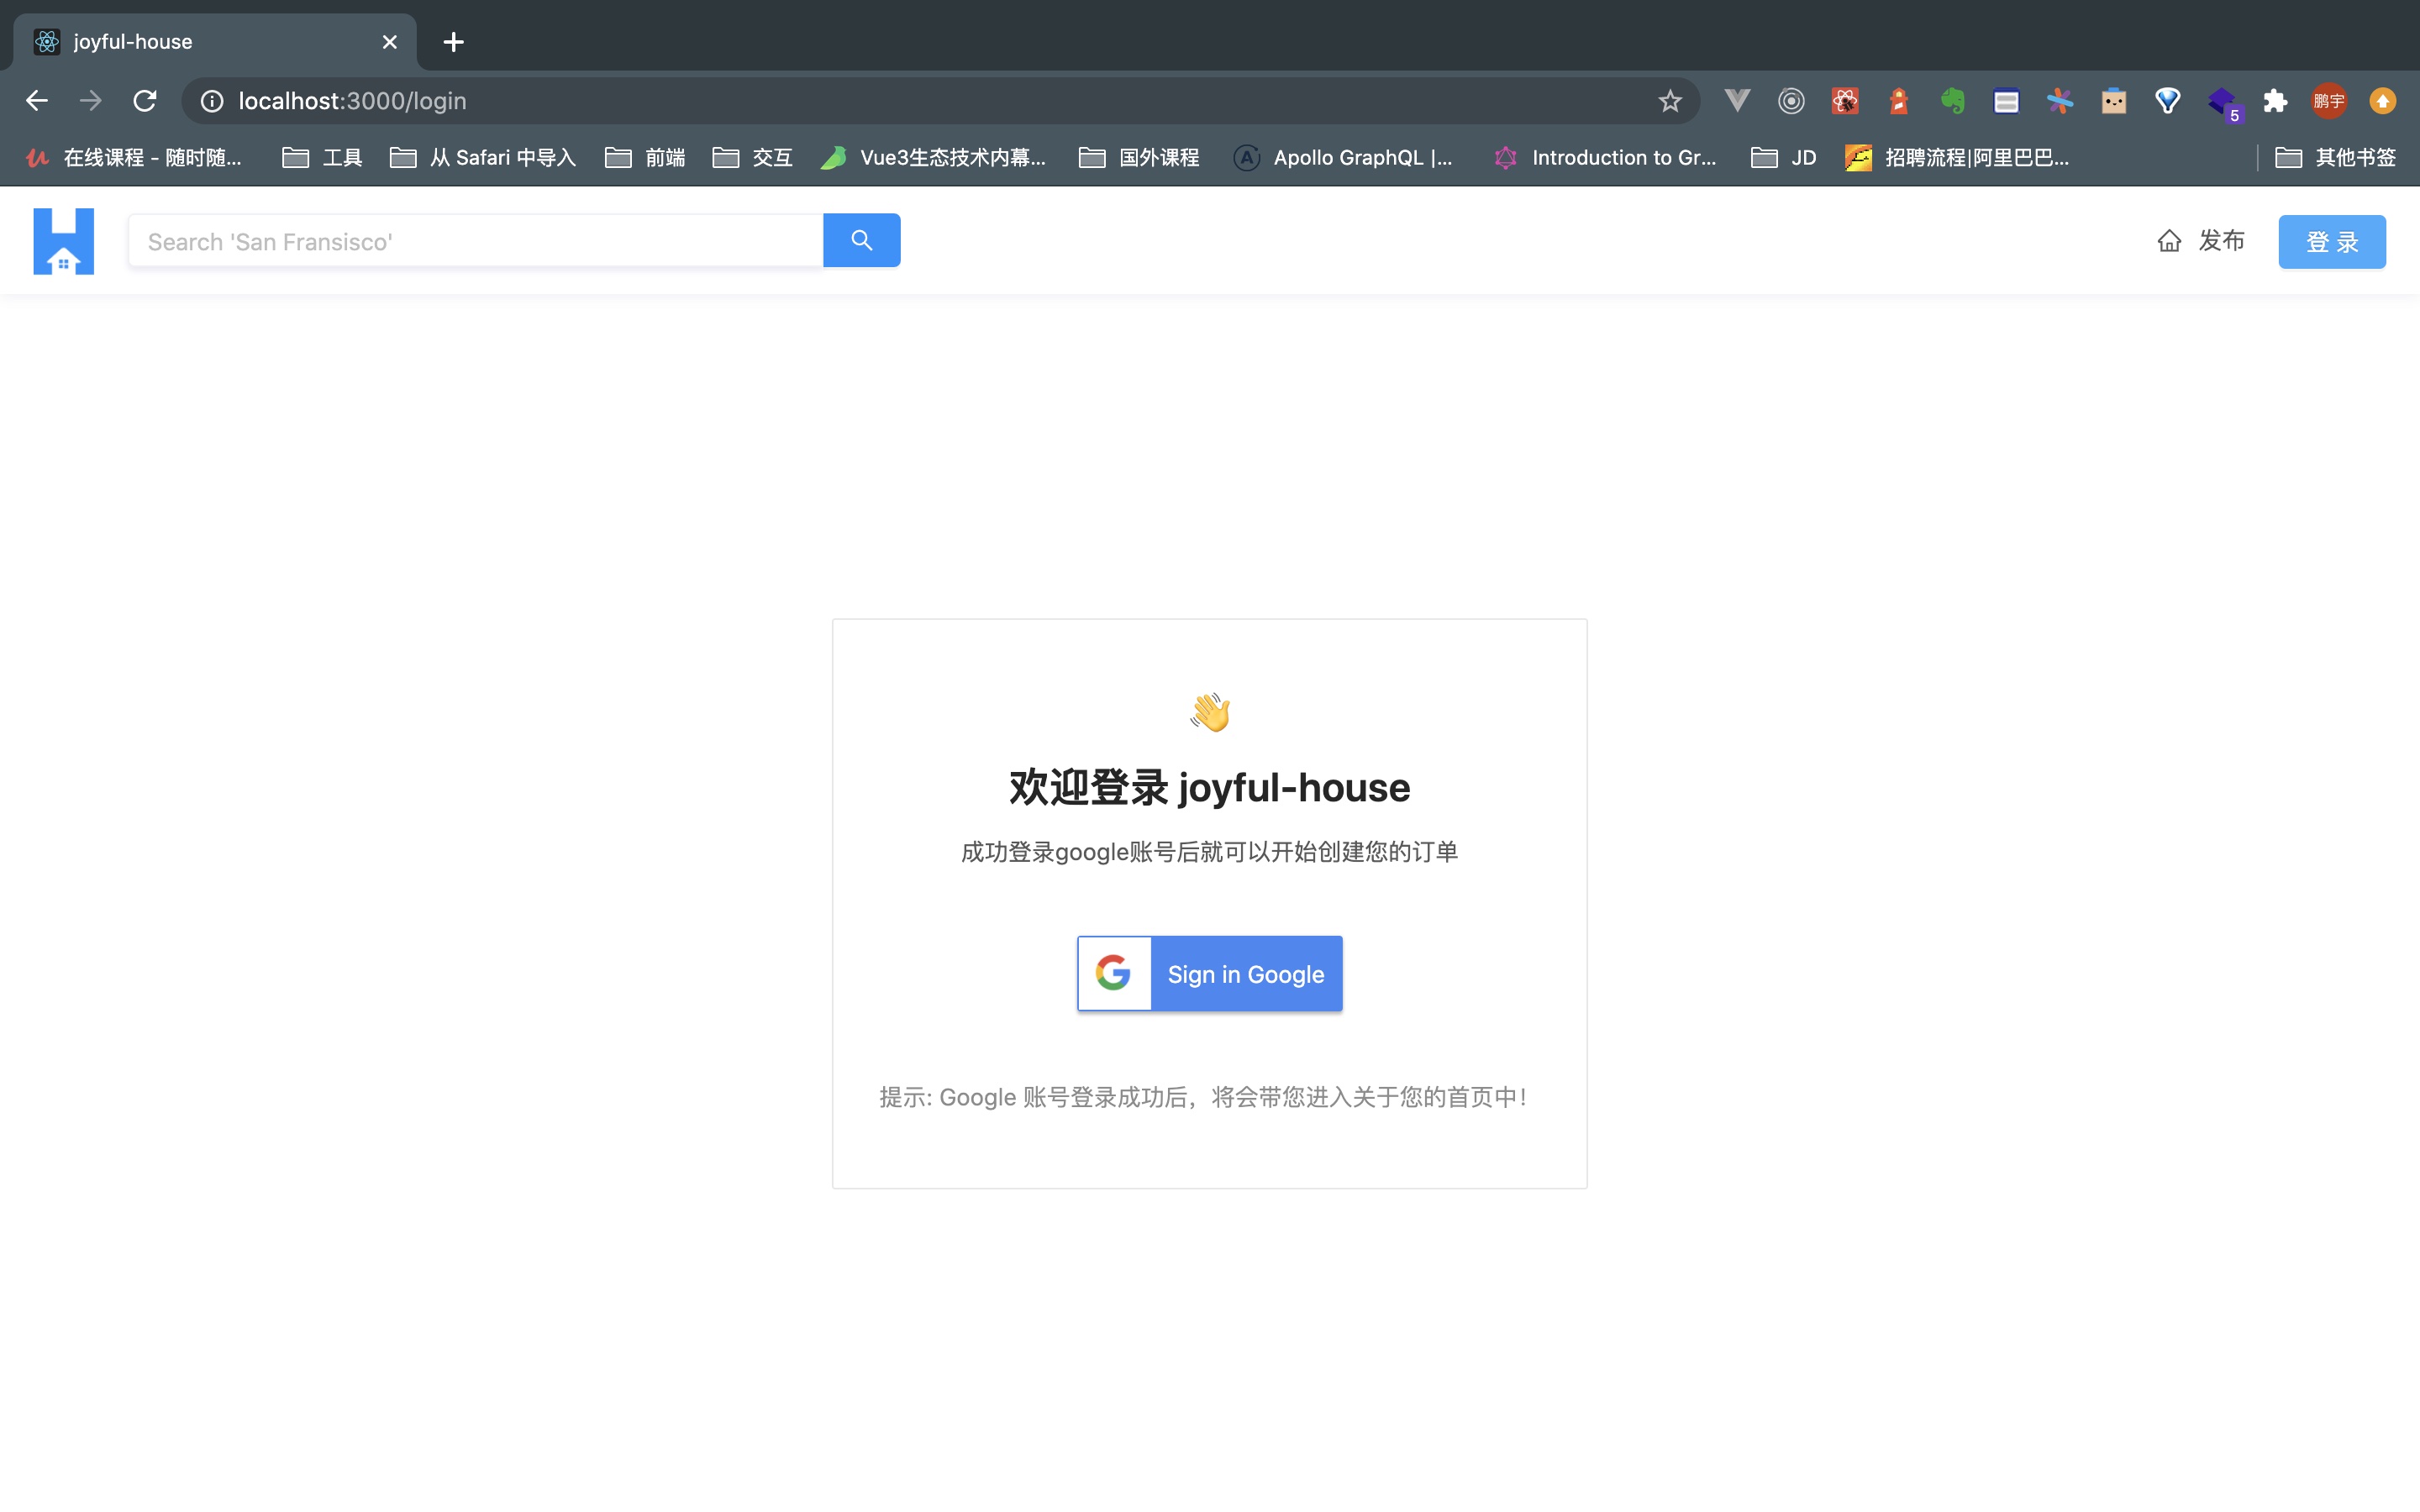 joyful-house
localhost:3000/login
鹏宇
5
在线课程 - 随时随... 工具 从 Safari 中导入 前端 交互 Vue3生态技术内幕... 国外课程 Apollo GraphQL |... Introduction to Gr... JD 招聘流程|阿里巴巴... 其他书签
Search 'San Fransisco' 发布 登 录
欢迎登录 joyful-house
成功登录google账号后就可以开始创建您的订单
Sign in Google
提示: Google 账号登录成功后，将会带您进入关于您的首页中！